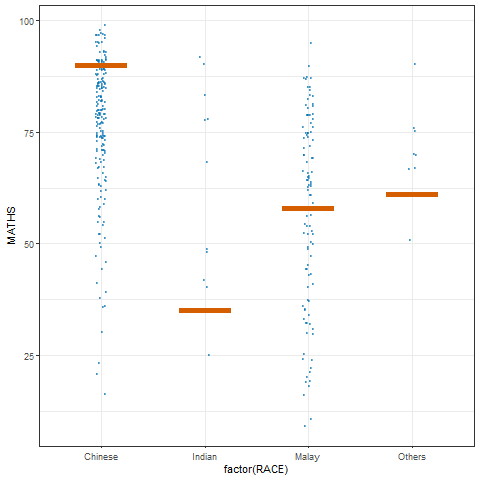 100
75
50
25
MATHS
Chinese
Indian
Malay
Others
factor(RACE)